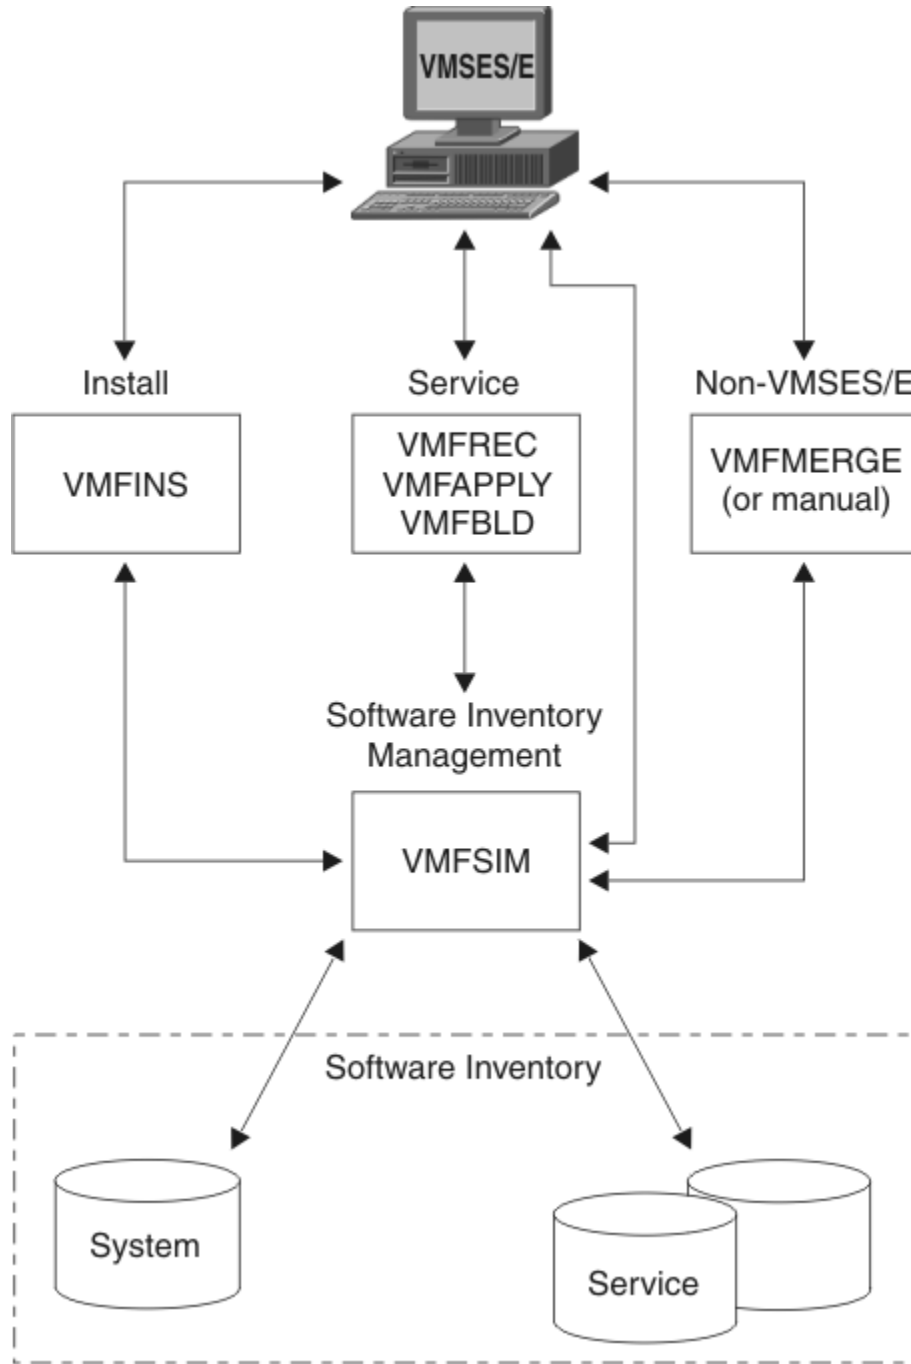 VMSES/E
Install
Service
Non-VMSES/E
VMFINS
VMFREC
VMFAPPLY
VMFBLD
VMFMERGE
(or manual)
Software Inventory
Management
VMFSIM
Software Inventory
System
Service